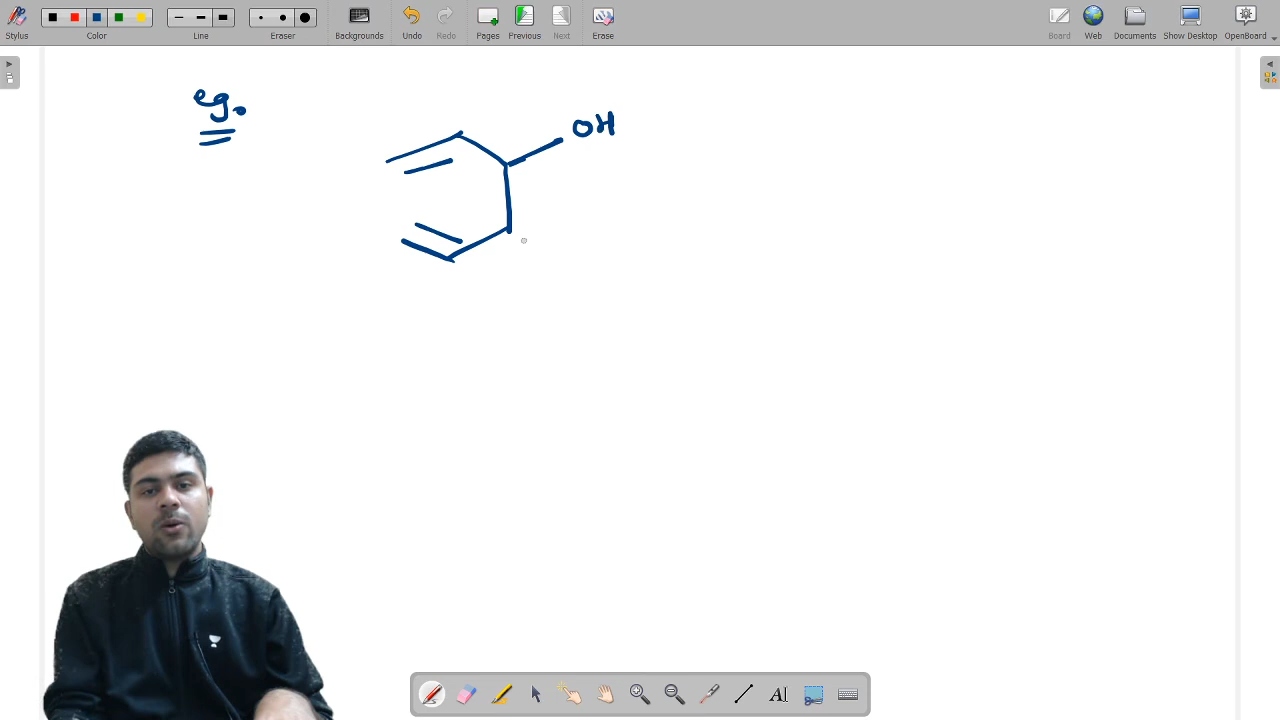 Stylus
Color
Line
Eraser
Backgrounds
Undo
Redo
Pages
Previous
Next
Erase
Board
Web
Documents
Show Desktop
OpenBoard
eg.
OH
AI